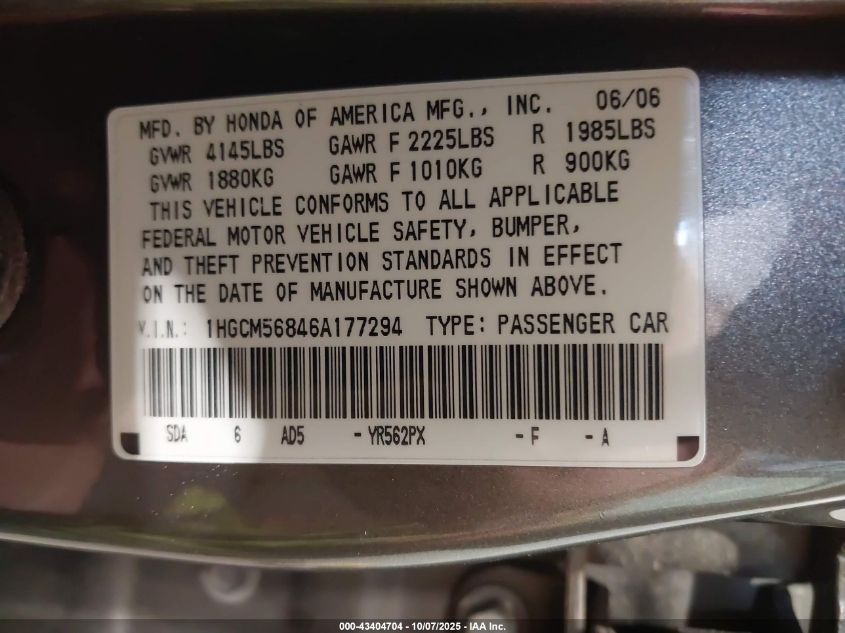 MFD. BY HONDA OF AMERICA MFG., INC. 06/06
GVWR 4145LBS GAWR F 2225LBS R 1985LBS
GVWR 1880KG GAWR F 1010KG R 900KG
THIS VEHICLE CONFORMS TO ALL APPLICABLE
FEDERAL MOTOR VEHICLE SAFETY, BUMPER,
AND THEFT PREVENTION STANDARDS IN EFFECT
ON THE DATE OF MANUFACTURE SHOWN ABOVE.
V.I.N.: 1HGCM56846A177294 TYPE: PASSENGER CAR
SDA 6 AD5 -YR562PX -F -A
000-43404704 - 10/07/2025 - IAA Inc.